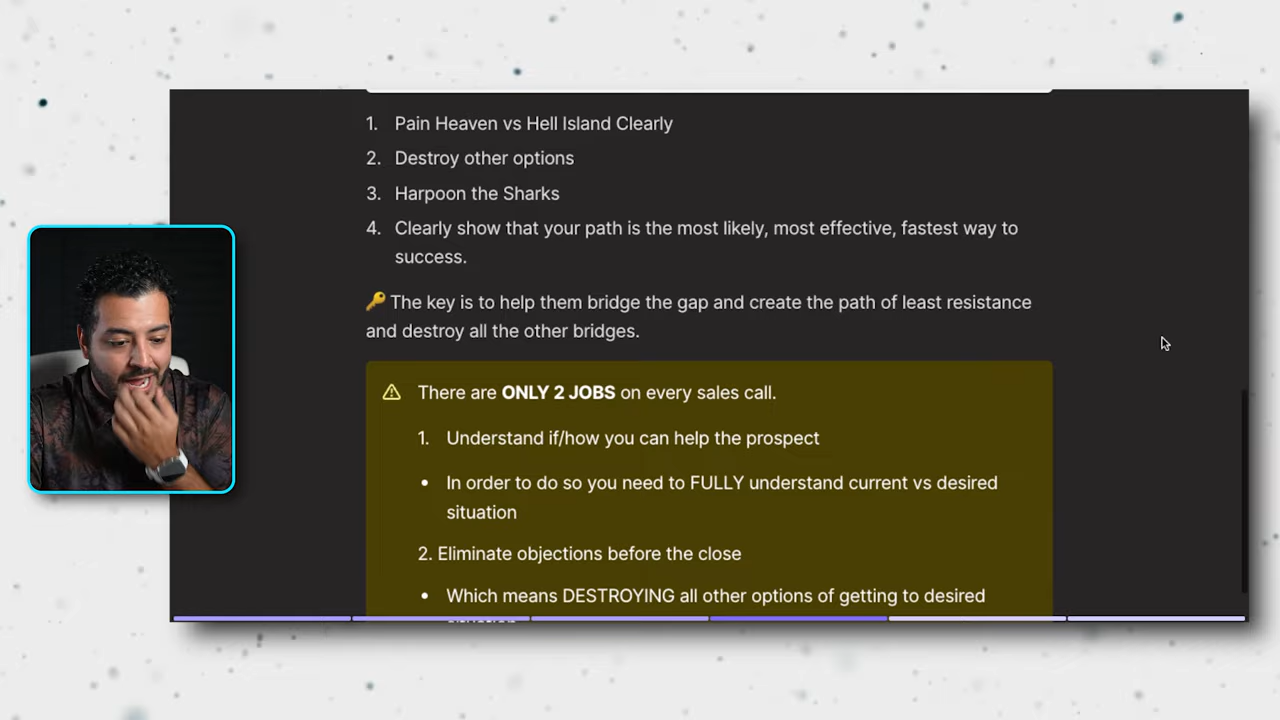 1. Pain Heaven vs Hell Island Clearly
2. Destroy other options
3. Harpoon the Sharks
4. Clearly show that your path is the most likely, most effective, fastest way to
success.
🔑 The key is to help them bridge the gap and create the path of least resistance
and destroy all the other bridges.
There are ONLY 2 JOBS on every sales call.
1. Understand if/how you can help the prospect
• In order to do so you need to FULLY understand current vs desired
situation
2. Eliminate objections before the close
• Which means DESTROYING all other options of getting to desired